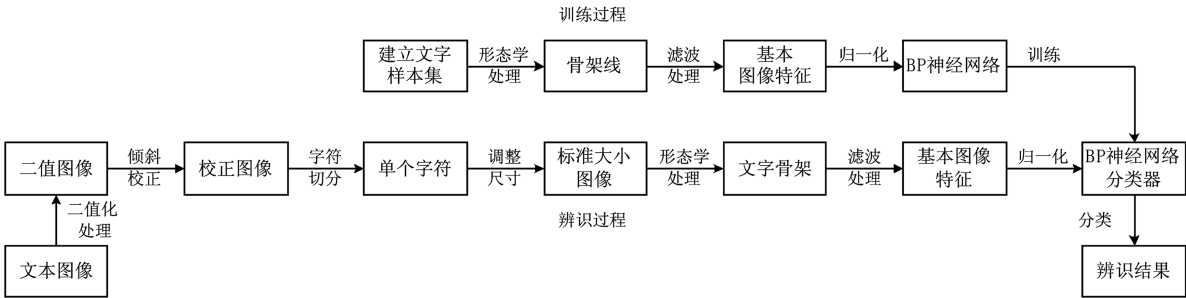 训练过程
建立文字
样本集
形态学
处理
骨架线
滤波
处理
基本
图像特征
归一化
BP神经网络
训练
二值图像
倾斜
校正
校正图像
字符
切分
单个字符
调整
尺寸
标准大小
图像
形态学
处理
文字骨架
滤波
处理
基本图像
特征
归一化
BP神经网络
分类器
二值化
处理
辨识过程
分类
文本图像
辨识结果